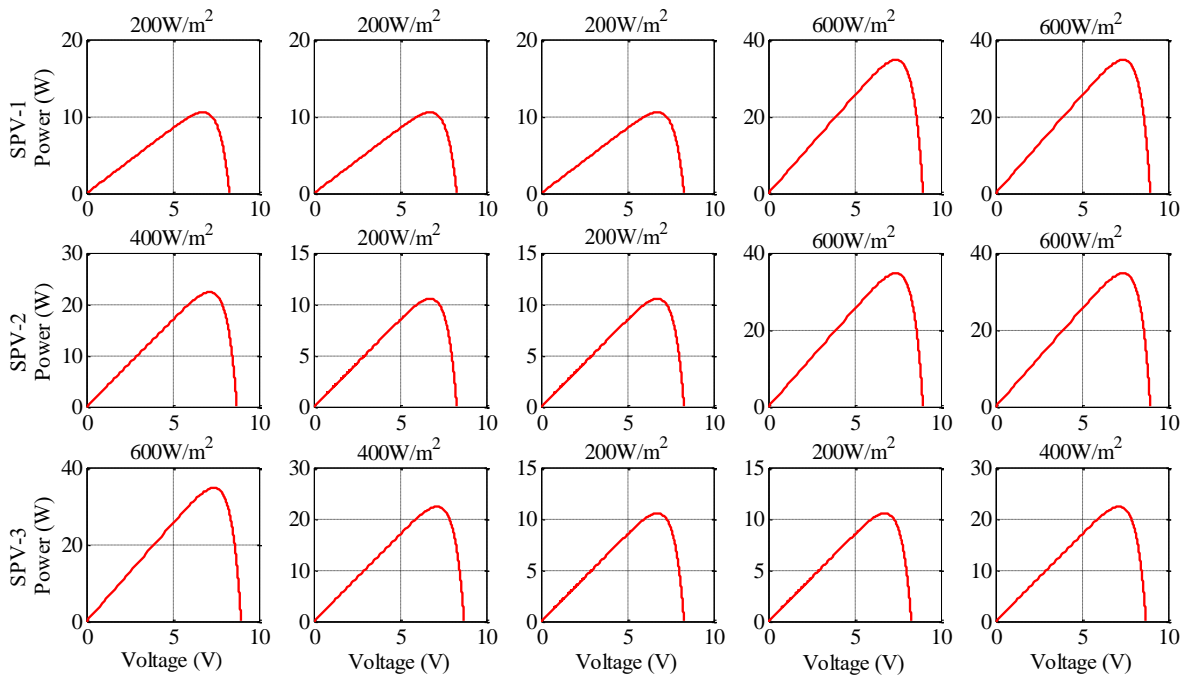 200W/m² 200W/m² 200W/m² 600W/m² 600W/m²
SPV-1
Power (W)
20 20 20 40 40
10 10 10 20 20
0 0 0 0 0
0 5 10 0 5 10 0 5 10 0 5 10 0 5 10
400W/m² 200W/m² 200W/m² 600W/m² 600W/m²
SPV-2
Power (W)
30 15 15 40 40
20 10 10
10 5 5 20 20
0 0 0 0 0
0 5 10 0 5 10 0 5 10 0 5 10 0 5 10
600W/m² 400W/m² 200W/m² 200W/m² 400W/m²
SPV-3
Power (W)
40 30 15 15 30
20 20 10 10 20
10 5 5 10
0 0 0 0 0
0 5 10 0 5 10 0 5 10 0 5 10 0 5 10
Voltage (V) Voltage (V) Voltage (V) Voltage (V) Voltage (V)